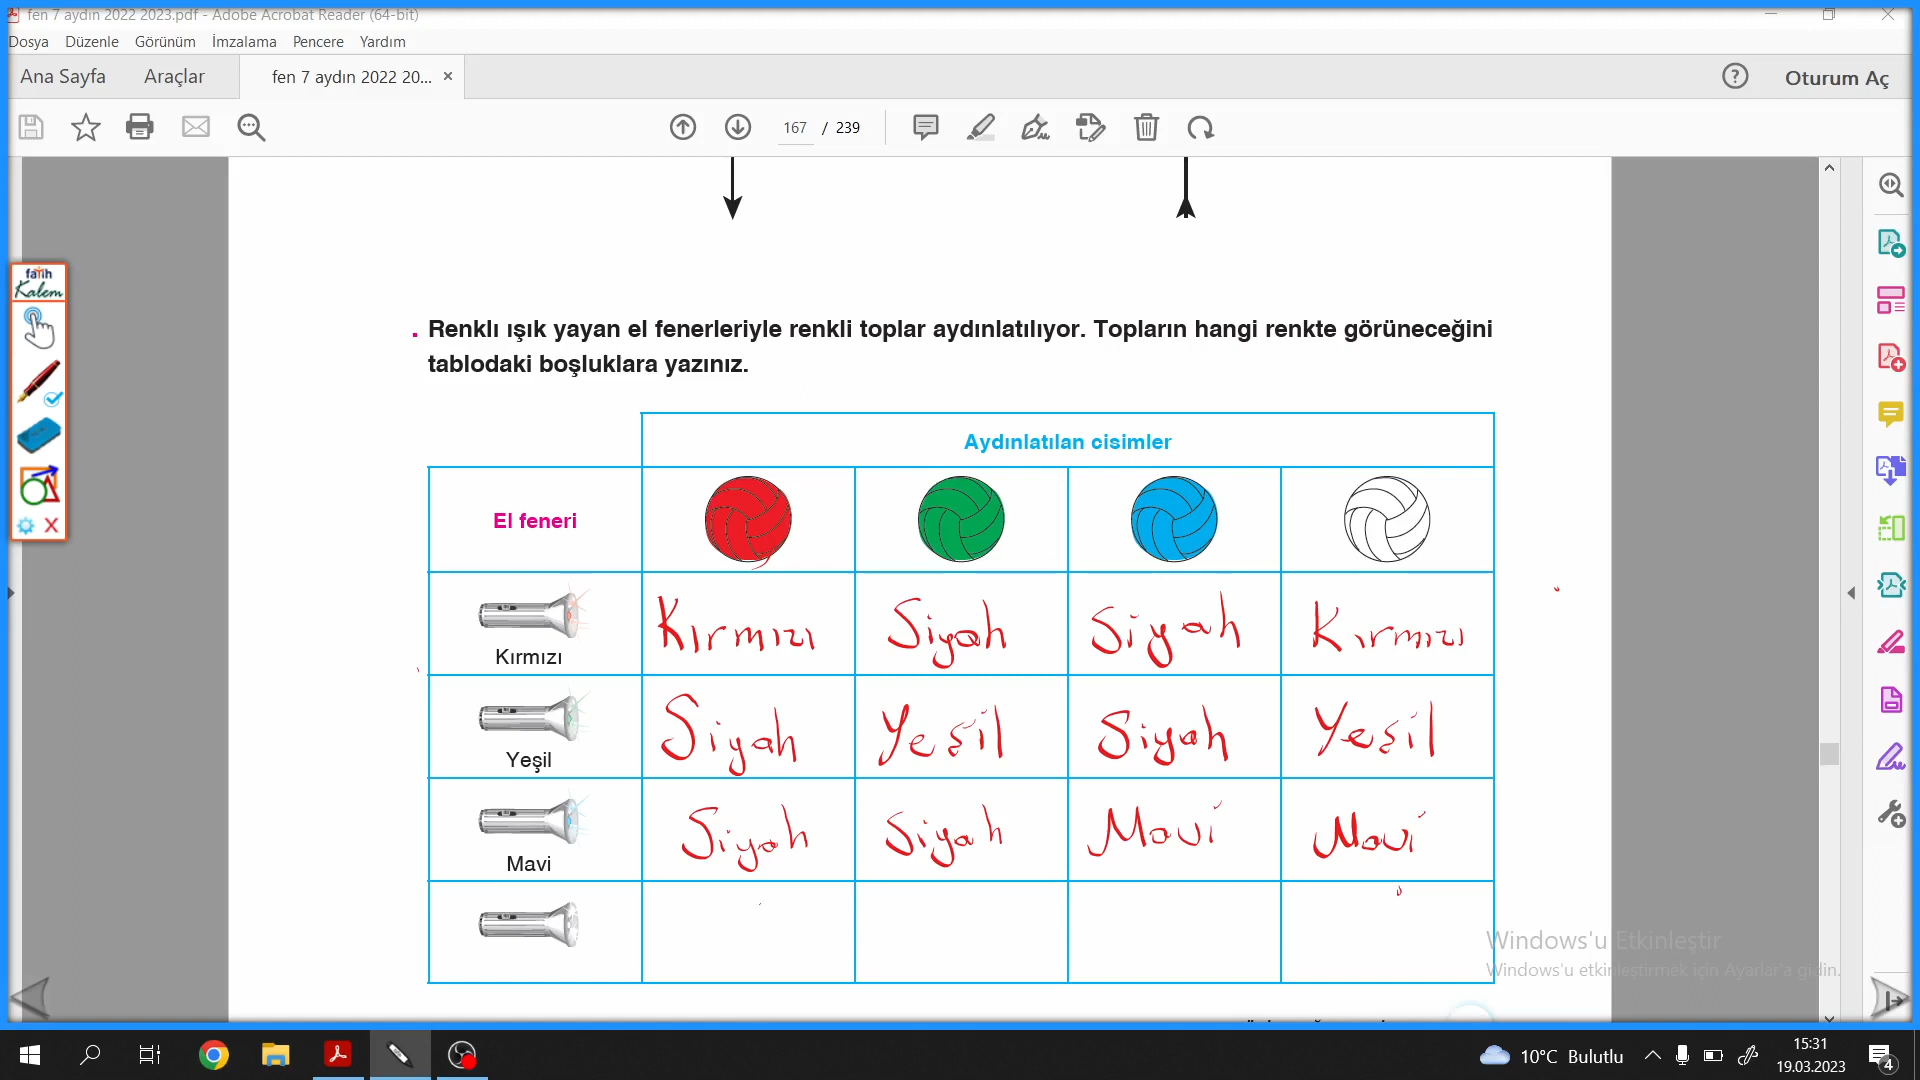 fen 7 aydın 2022 2023.pdf - Adobe Acrobat Reader (64-bit)
Dosya Düzenle Görünüm İmzalama Pencere Yardım
Ana Sayfa Araçlar fen 7 aydın 2022 20... × Oturum Aç
167 / 239
fatih
Kalem
. Renklı ışık yayan el fenerleriyle renkli toplar aydınlatılıyor. Topların hangi renkte görüneceğini
tablodaki boşluklara yazınız.
Aydınlatılan cisimler
El feneri
Kırmızı Kırmızı Siyah Siyah Kırmızı
Yeşil Siyah Yeşil Siyah Yeşil
Mavi Siyah Siyah Mavi Mavi
Windows'u Etkinleştir
Windows'u etkinleştirmek için Ayarlar'a gidin.
10°C Bulutlu
15:31
19.03.2023
4